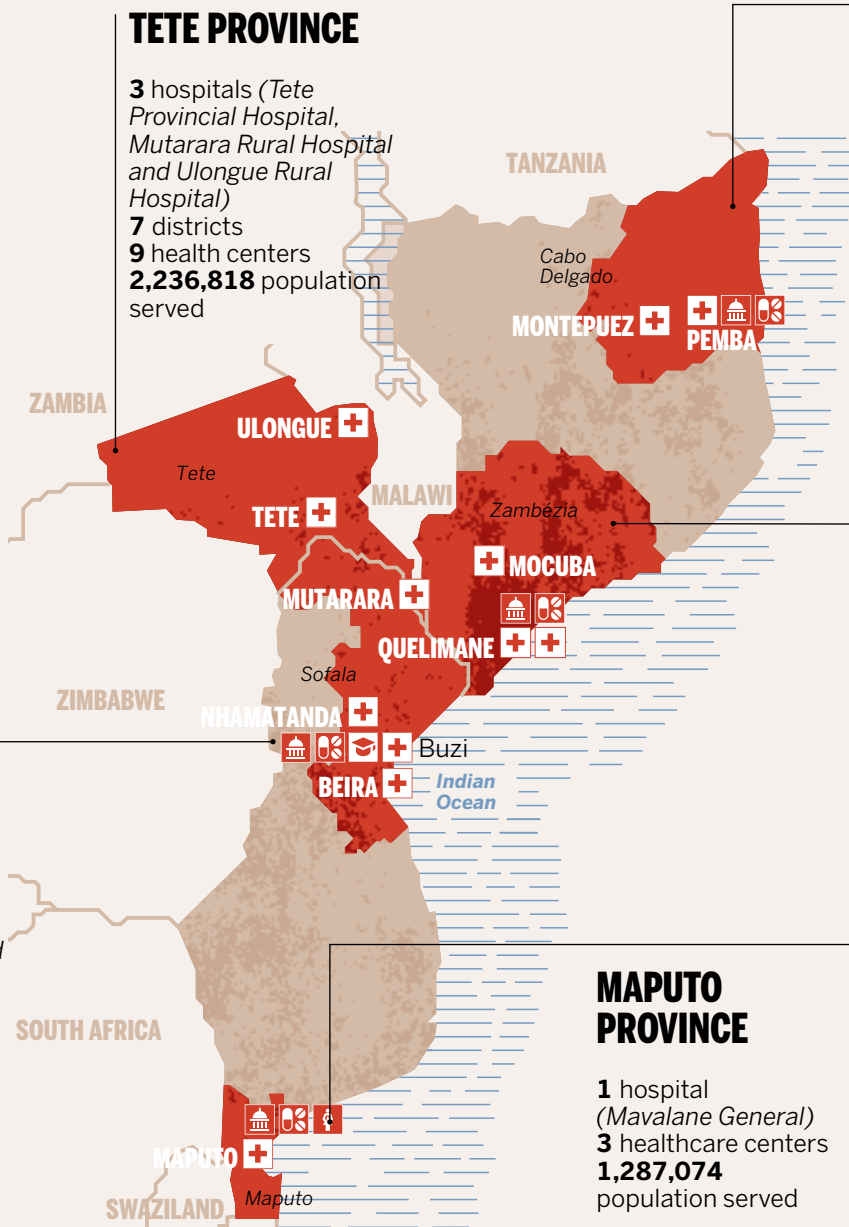 TETE PROVINCE
3 hospitals (Tete
Provincial Hospital,
Mutarara Rural Hospital
and Ulongue Rural
Hospital)
7 districts
9 health centers
2,236,818 population
served
TANZANIA
Cabo
Delgado
MONTEPUEZ
PEMBA
ZAMBIA
ULONGUE
Tete
MALAWI
TETE
Zambézia
MOCUBA
MUTARARA
QUELIMANE
Sofala
ZIMBABWE
NHAMATANDA
Buzi
BEIRA
Indian
Ocean
MAPUTO
PROVINCE
1 hospital
(Mavalane General)
3 healthcare centers
1,287,074
population served
SOUTH AFRICA
MAPUTO
SWAZILAND
Maputo